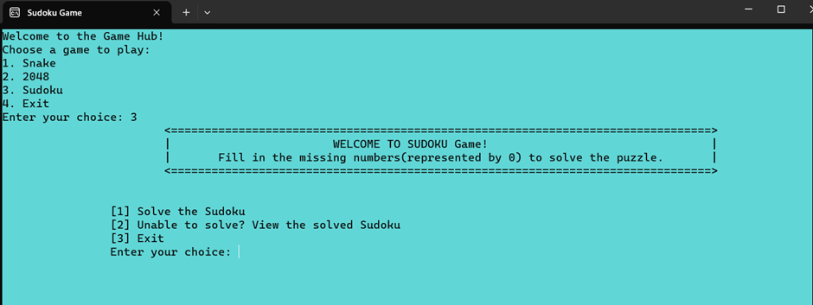 Sudoku Game
Welcome to the Game Hub!
Choose a game to play:
1. Snake
2. 2048
3. Sudoku
4. Exit
Enter your choice: 3
<================================================================================>
| WELCOME TO SUDOKU Game! |
| Fill in the missing numbers(represented by 0) to solve the puzzle. |
<================================================================================>
[1] Solve the Sudoku
[2] Unable to solve? View the solved Sudoku
[3] Exit
Enter your choice: